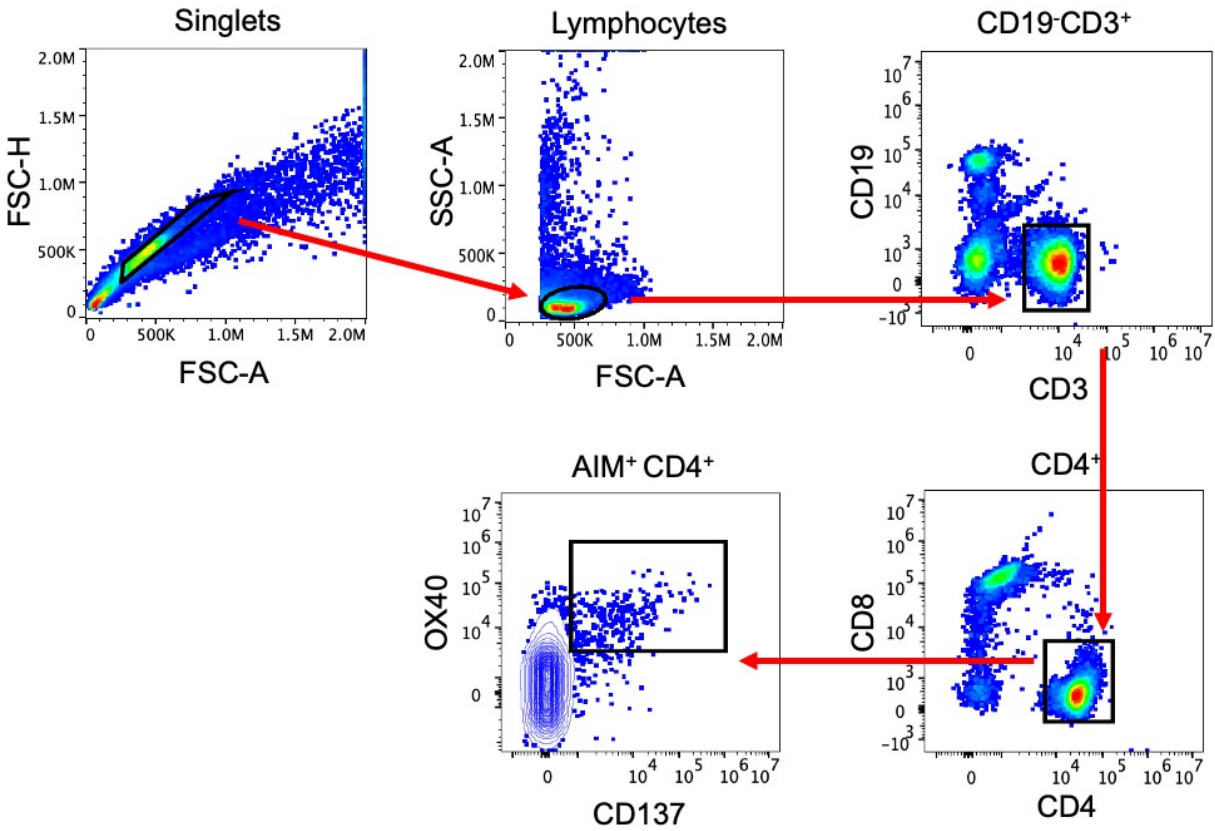 Singlets
Lymphocytes
CD19⁻CD3⁺
2.0M
1.5M
1.0M
500K
0
FSC-H
0
500K
1.0M
1.5M
2.0M
FSC-A
2.0M
1.5M
1.0M
500K
0
SSC-A
0
500K
1.0M
1.5M
2.0M
FSC-A
10⁷
10⁶
10⁵
10⁴
10³
0
-10³
CD19
0
10⁴
10⁵
10⁶
10⁷
CD3
AIM⁺ CD4⁺
CD4⁺
10⁷
10⁶
10⁵
10⁴
0
OX40
0
10⁴
10⁵
10⁶
10⁷
CD137
10⁷
10⁶
10⁵
10⁴
10³
0
-10³
CD8
0
10⁴
10⁵
10⁶
10⁷
CD4